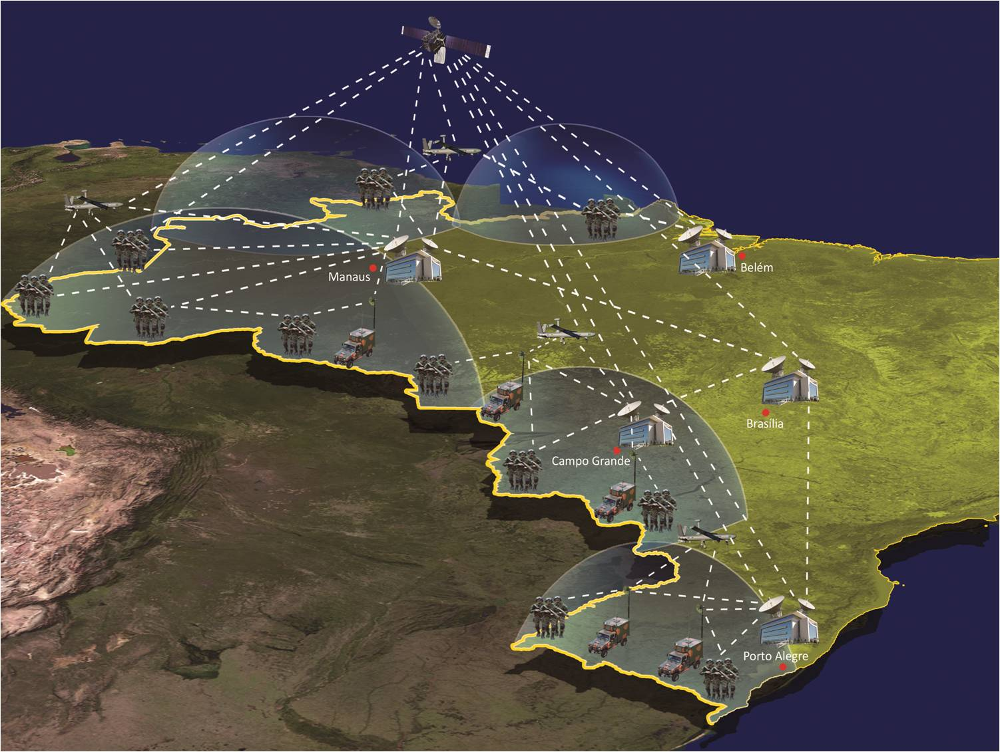 Manaus
Belém
Brasília
Campo Grande
Porto Alegre